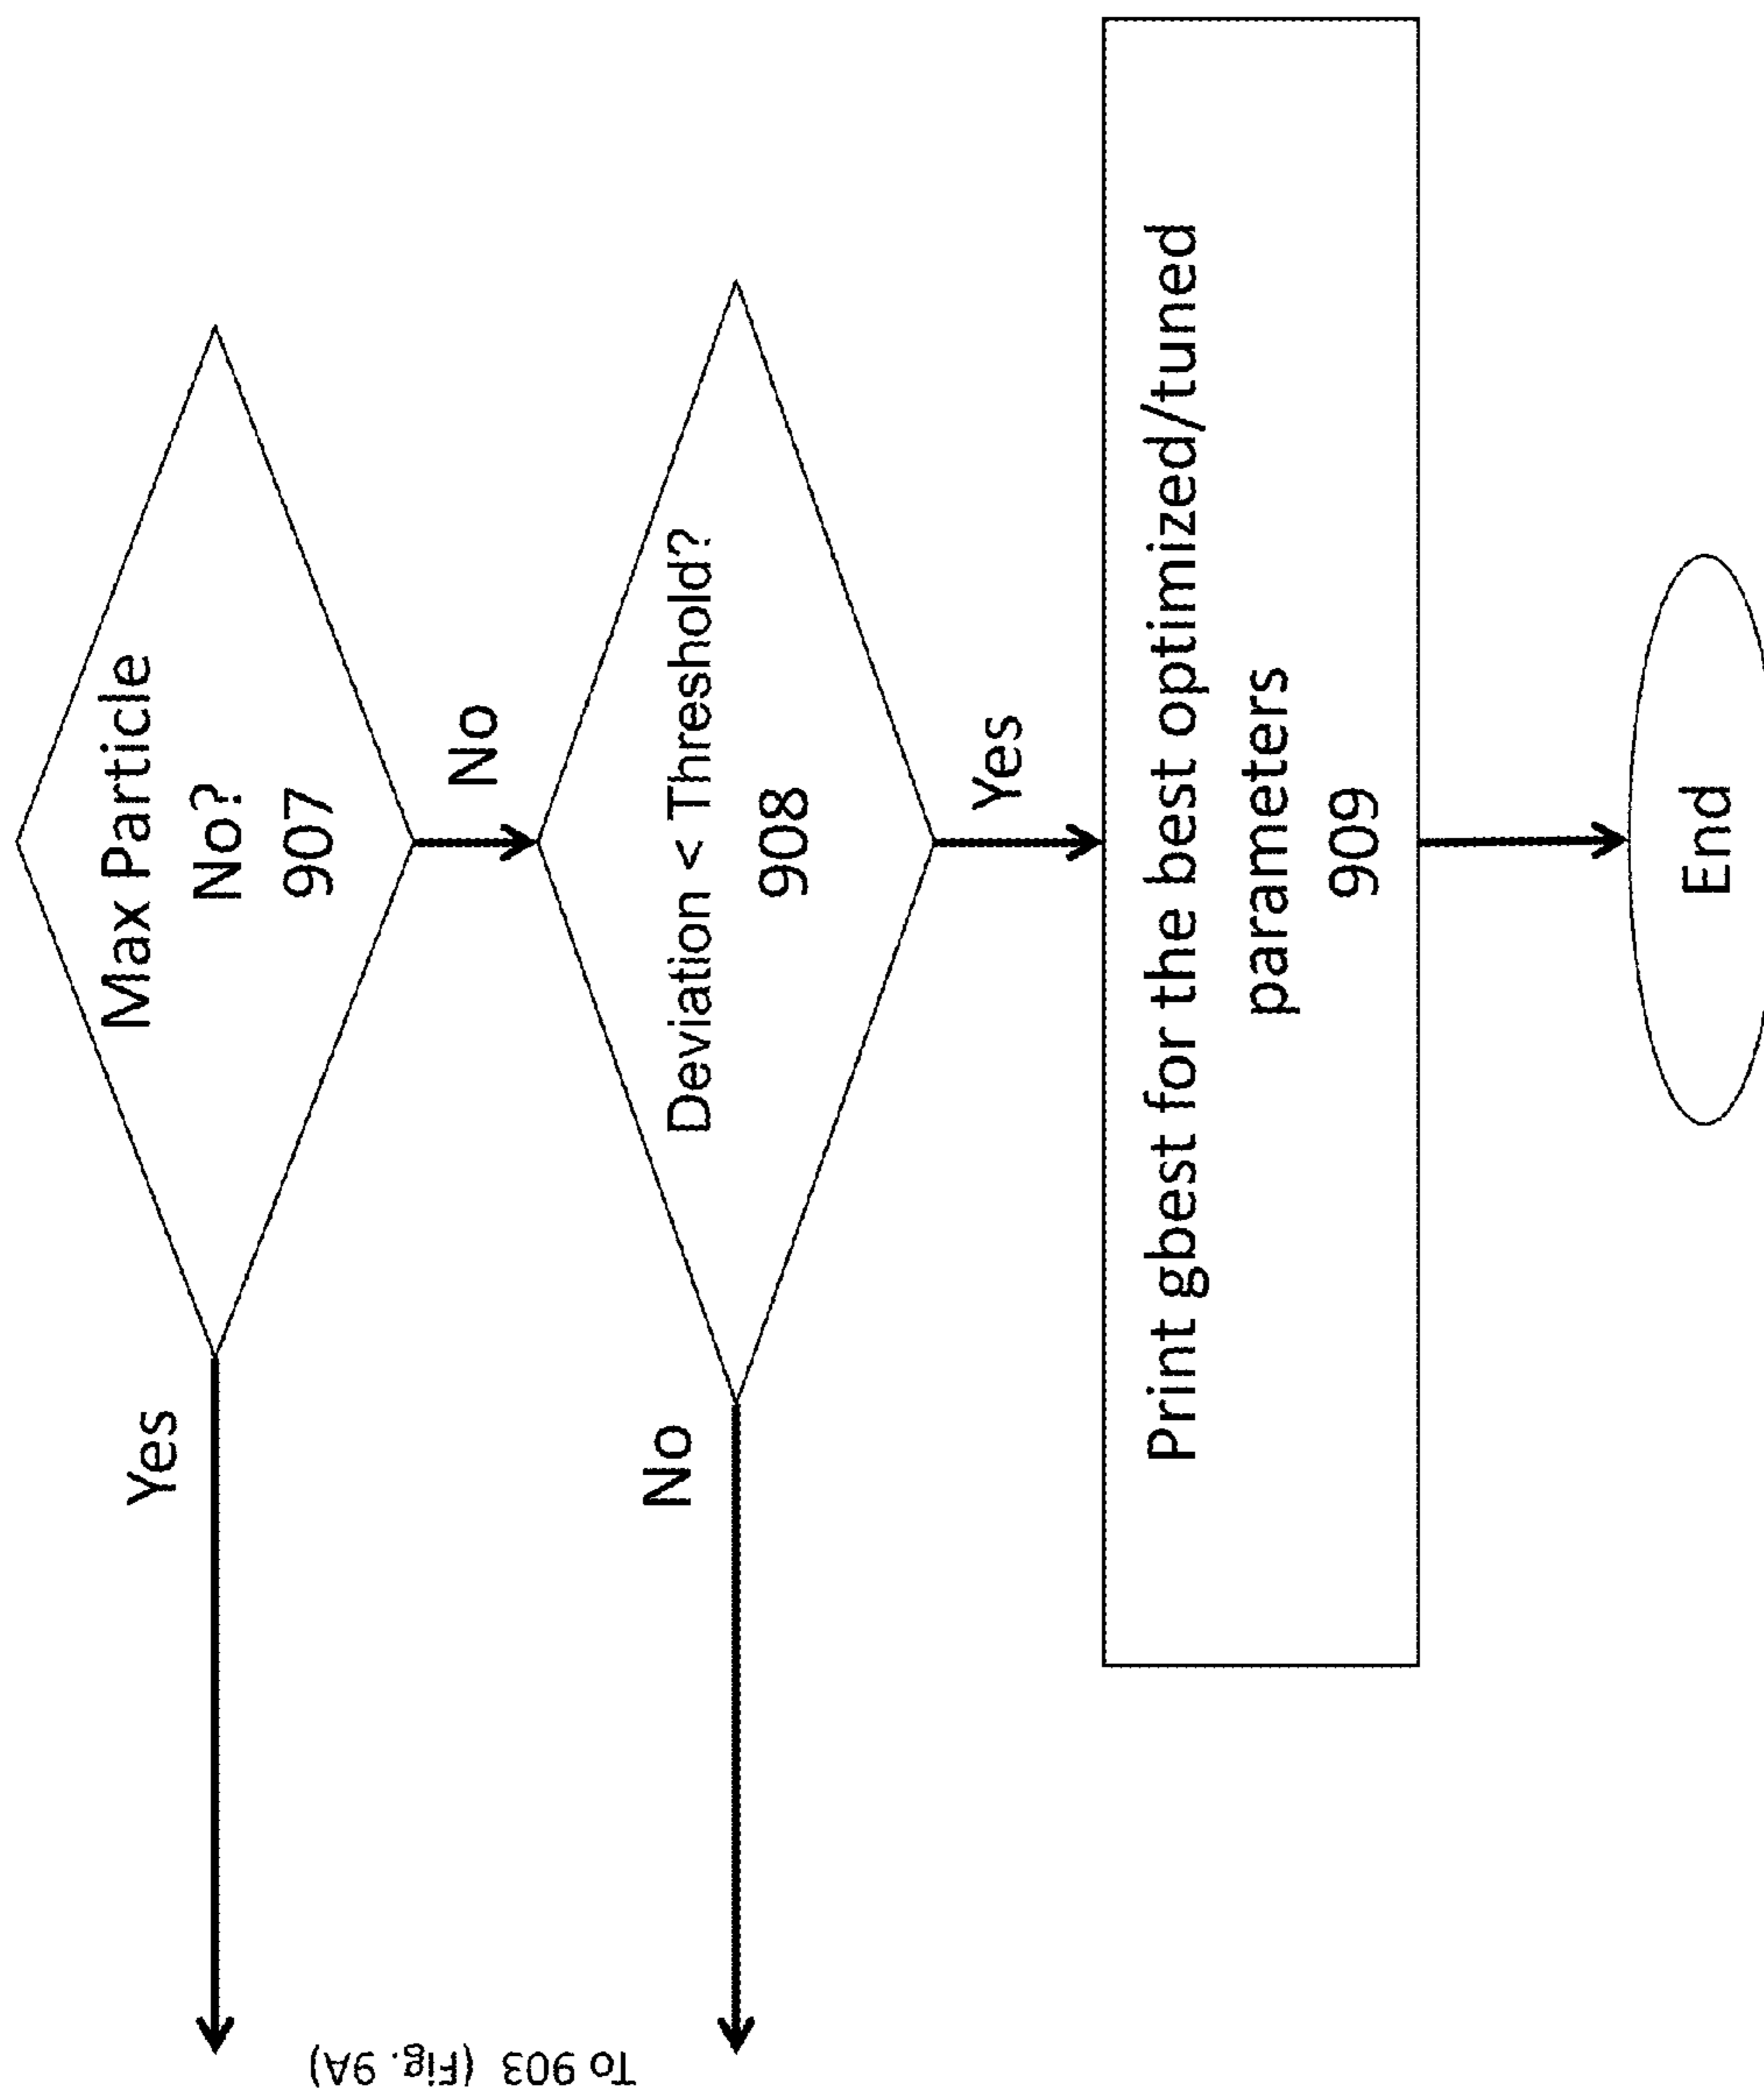 Max Particle
No?
907
Yes
No
Deviation < Threshold?
908
No
Yes
Print gbest for the best optimized/tuned
parameters
909
End
To 903 (Fig. 9A)